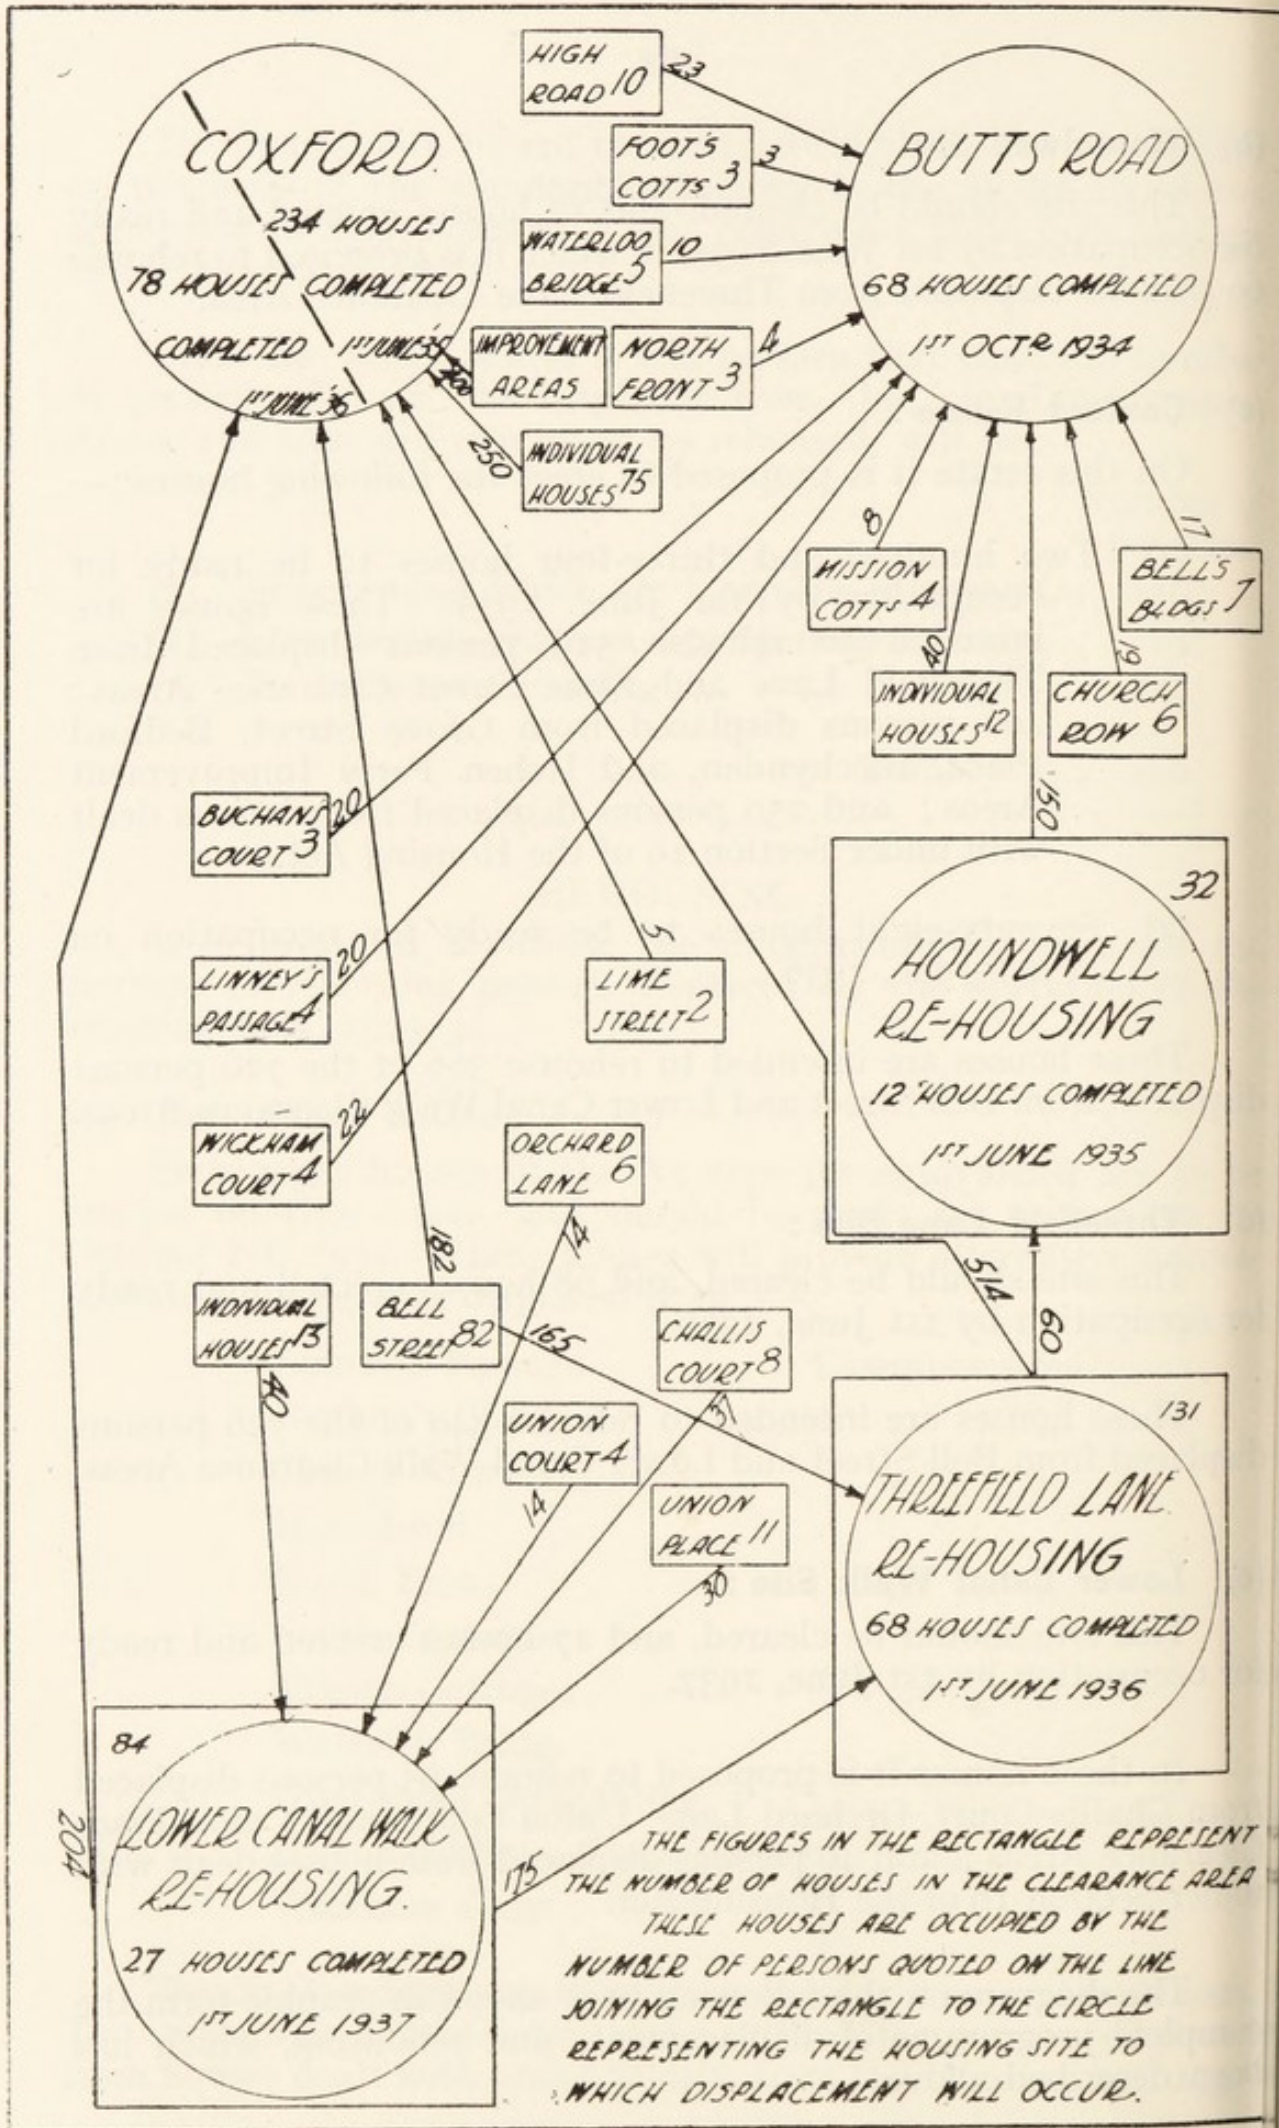 COXFORD.
234 HOUSES
78 HOUSES COMPLETED
COMPLETED 1ST JUNE '35
1ST JUNE '36
HIGH
ROAD 10
23
FOOT'S
COTTS 3
3
WATERLOO
BRIDGE 5
10
IMPROVEMENT
AREAS
NORTH
FRONT 3
4
INDIVIDUAL
HOUSES 75
250
BUTTS ROAD
68 HOUSES COMPLETED
1ST OCTR 1934
MISSION
COTTS 4
8
BELL'S
BLDGS 7
17
INDIVIDUAL
HOUSES 12
40
CHURCH
ROW 6
19
150
BUCHANS
COURT 3
20
LINNEY'S
PASSAGE 4
20
LIME
STREET 2
5
WICKHAM
COURT 4
22
ORCHARD
LANE 6
14
32
HOUNDWELL
RE-HOUSING
12 HOUSES COMPLETED
1ST JUNE 1935
182
INDIVIDUAL
HOUSES 13
40
BELL
STREET 82
165
CHALLIS
COURT 8
37
514
60
UNION
COURT 4
14
UNION
PLACE 11
30
131
THREEFIELD LANE
RE-HOUSING
68 HOUSES COMPLETED
1ST JUNE 1936
84
LOWER CANAL WALK
RE-HOUSING.
27 HOUSES COMPLETED
1ST JUNE 1937
204
175
THE FIGURES IN THE RECTANGLE REPRESENT
THE NUMBER OF HOUSES IN THE CLEARANCE AREA
THESE HOUSES ARE OCCUPIED BY THE
NUMBER OF PERSONS QUOTED ON THE LINE
JOINING THE RECTANGLE TO THE CIRCLE
REPRESENTING THE HOUSING SITE TO
WHICH DISPLACEMENT WILL OCCUR.